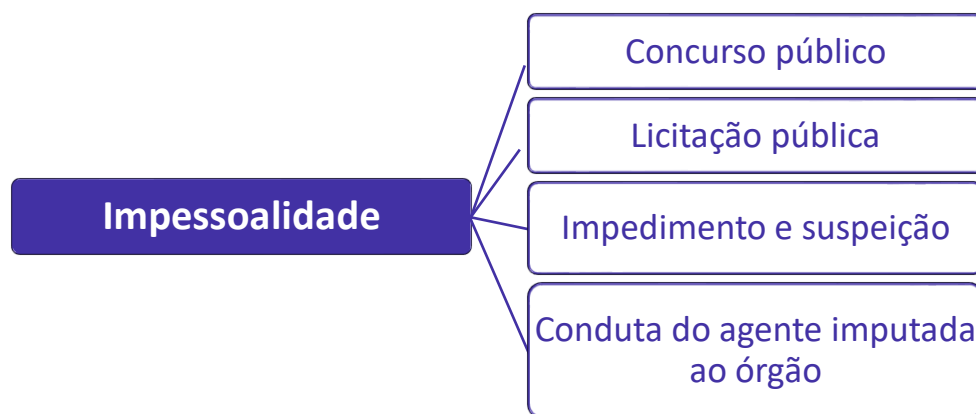 Concurso público
Licitação pública
Impessoalidade
Impedimento e suspeição
Conduta do agente imputada
ao órgão